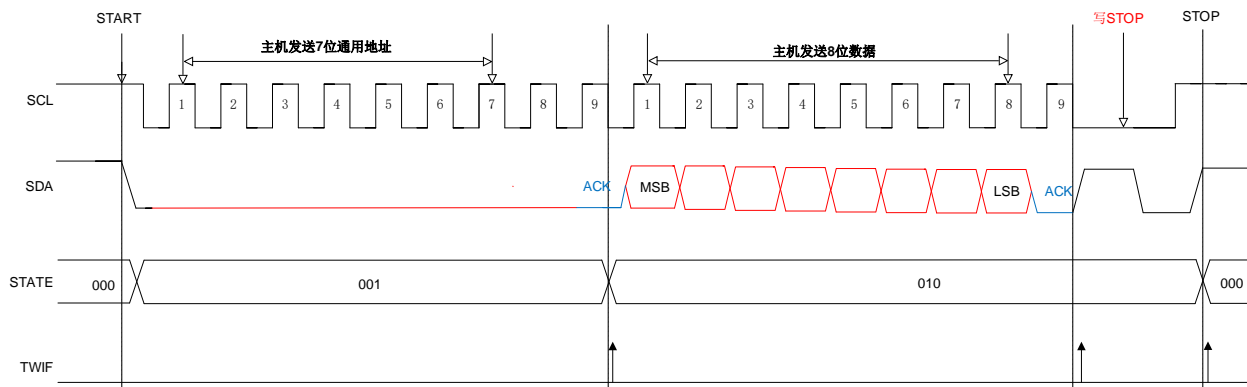 START
写STOP
STOP
主机发送7位通用地址
主机发送8位数据
SCL
1 2 3 4 5 6 7 8 9 1 2 3 4 5 6 7 8 9
SDA
ACK MSB LSB ACK
STATE
000 001 010 000
TWIF